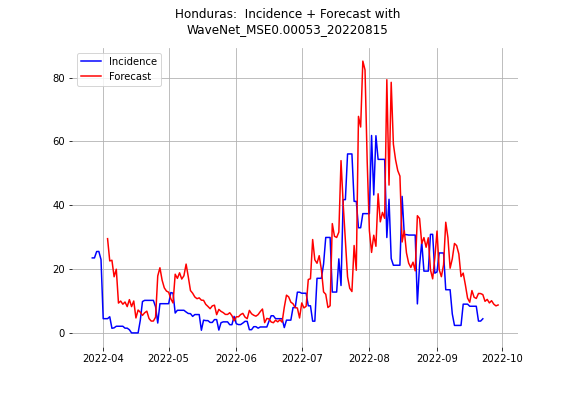 Honduras:  Incidence + Forecast with
WaveNet_MSE0.00053_20220815
Incidence
Forecast
80
60
40
20
0
2022-04 2022-05 2022-06 2022-07 2022-08 2022-09 2022-10